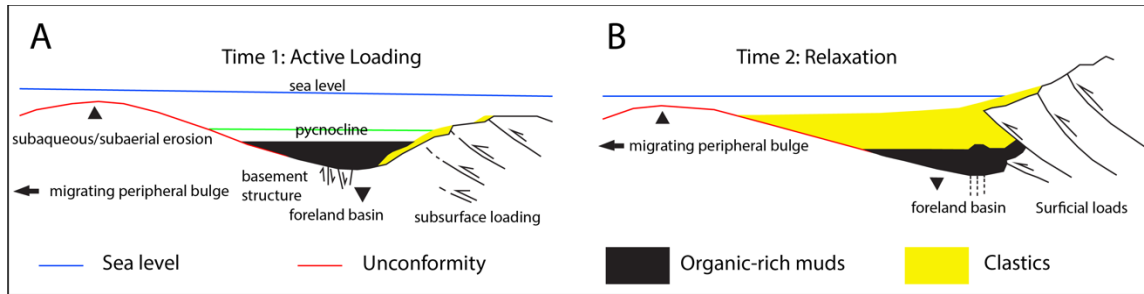 A
Time 1: Active Loading
sea level
subaqueous/subaerial erosion
pycnocline
migrating peripheral bulge
basement
structure
foreland basin
subsurface loading
B
Time 2: Relaxation
migrating peripheral bulge
foreland basin
Surficial loads
Sea level
Unconformity
Organic-rich muds
Clastics